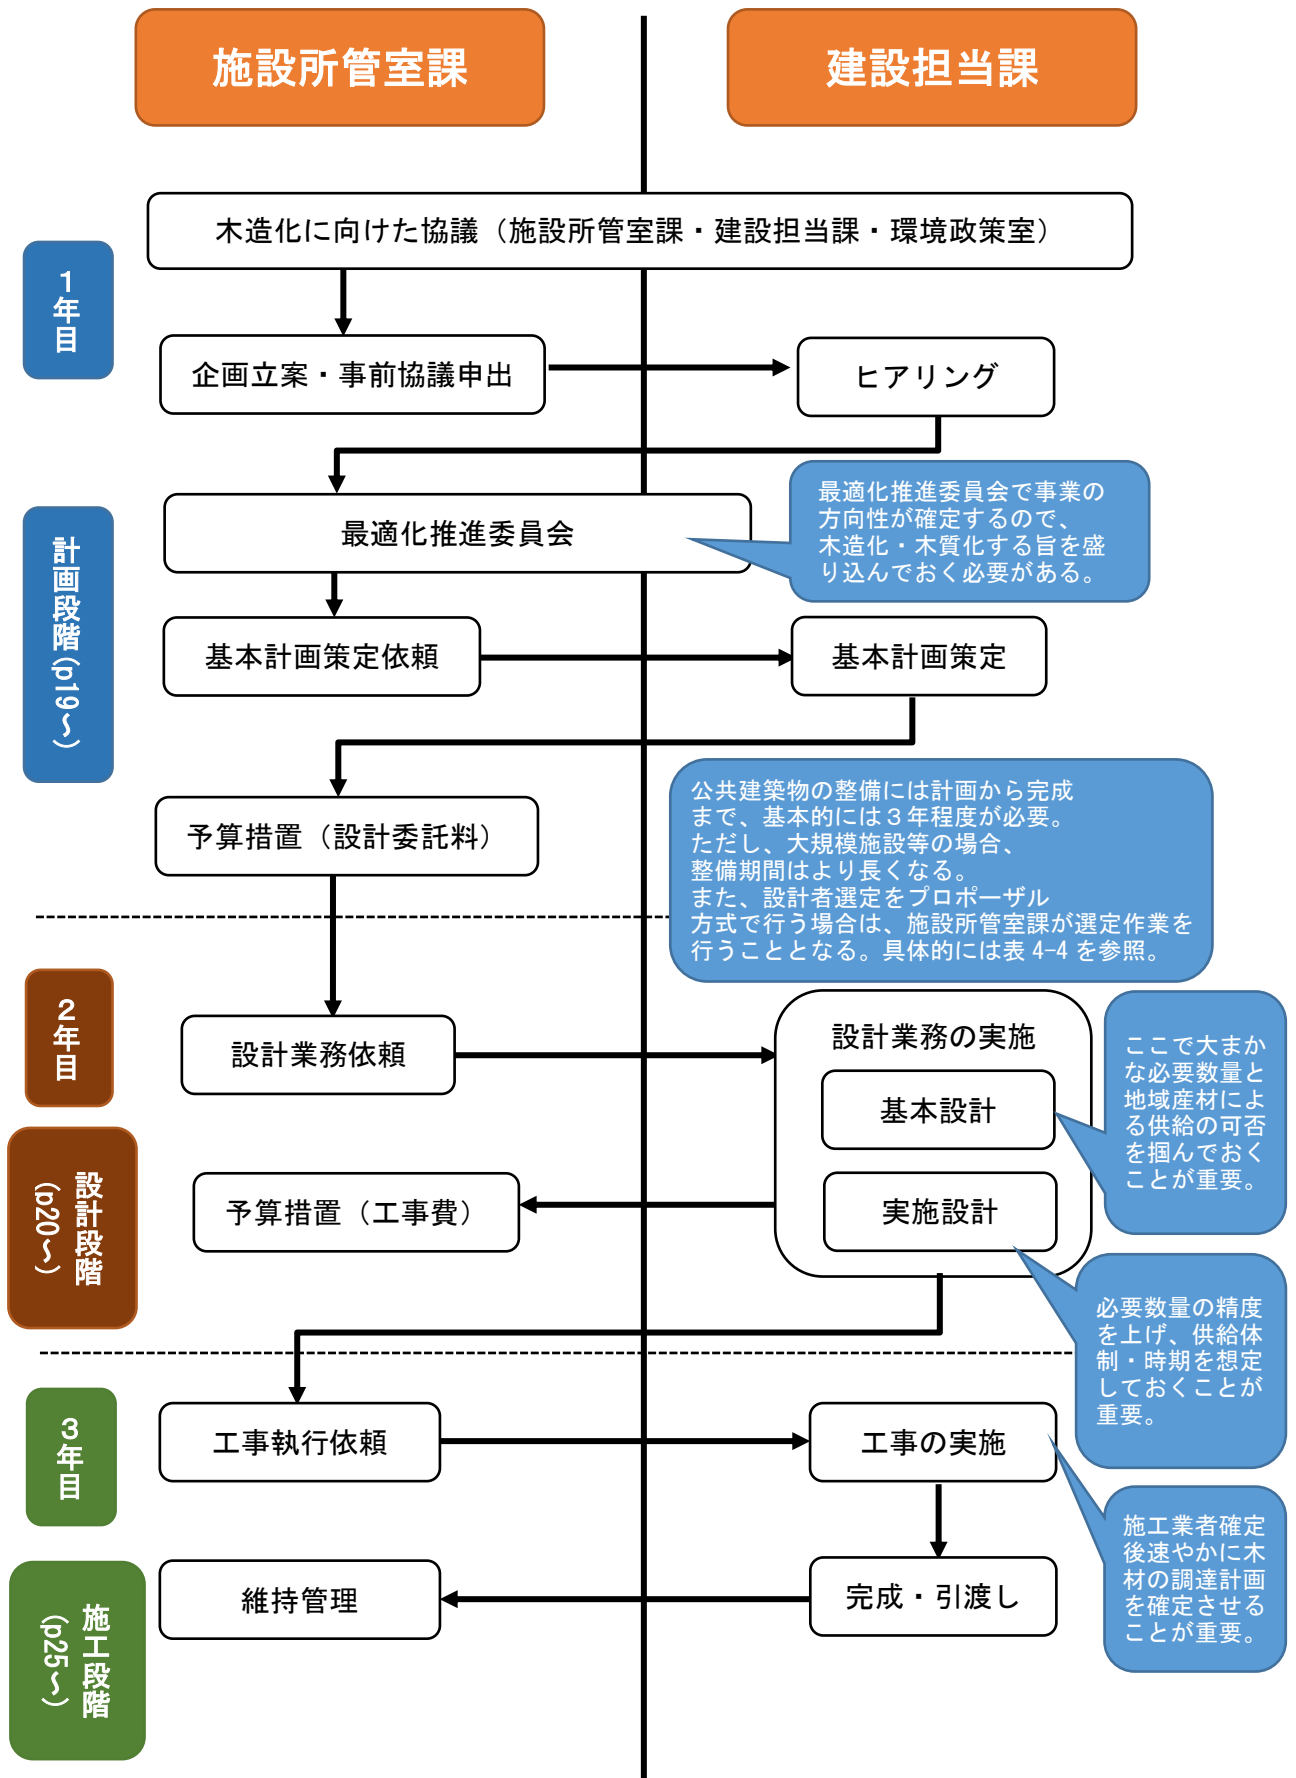 施設所管室課
建設担当課
木造化に向けた協議（施設所管室課・建設担当課・環境政策室）
１年目
企画立案・事前協議申出
ヒアリング
最適化推進委員会
最適化推進委員会で事業の
方向性が確定するので、
木造化・木質化する旨を盛
り込んでおく必要がある。
計画段階(p19～)
基本計画策定依頼
基本計画策定
予算措置（設計委託料）
公共建築物の整備には計画から完成
まで、基本的には３年程度が必要。
ただし、大規模施設等の場合、
整備期間はより長くなる。
また、設計者選定をプロポーザル
方式で行う場合は、施設所管室課が選定作業を
行うこととなる。具体的には表 4-4 を参照。
２年目
設計業務依頼
設計業務の実施
基本設計
ここで大まか
な必要数量と
地域産材によ
る供給の可否
を掴んでおく
ことが重要。
設計段階
(p20～)
予算措置（工事費）
実施設計
必要数量の精度
を上げ、供給体
制・時期を想定
しておくことが
重要。
３年目
工事執行依頼
工事の実施
施工業者確定
後速やかに木
材の調達計画
を確定させる
ことが重要。
施工段階
(p25～)
維持管理
完成・引渡し